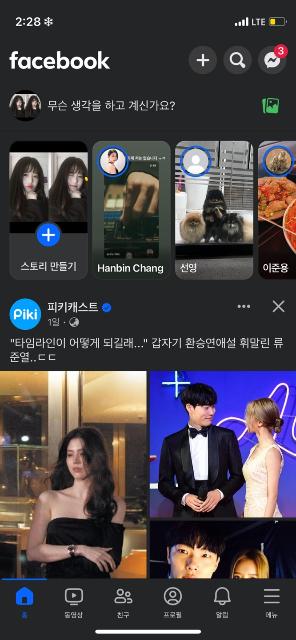 2:28
LTE
facebook
3
무슨 생각을 하고 계신가요?
스토리 만들기
Hanbin Chang
선영
이준용
Piki
피키캐스트
1일
"타임라인이 어떻게 되길래..." 갑자기 환승연애설 휘말린 류
준열..ㄷㄷ
홈
동영상
친구
프로필
알림
메뉴